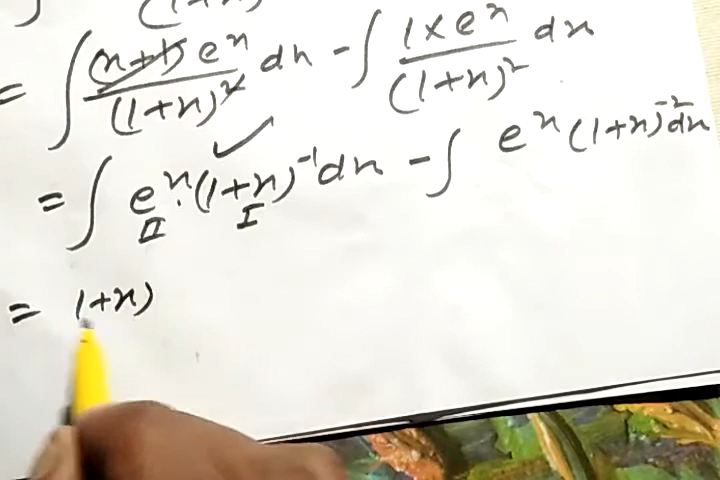 ∫ (1+x)
= ∫ (x+1) eˣ / (1+x)² dx - ∫ 1 × eˣ / (1+x)² dx
= ∫ eˣ · (1+x)⁻¹ dx - ∫ eˣ (1+x)⁻² dx
II I
= 1+x)